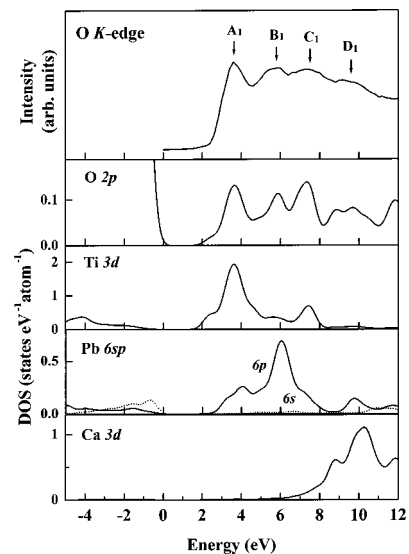 O K-edge
A₁
B₁
C₁
D₁
Intensity
(arb. units)
O 2p
0.1
0.0
Ti 3d
2
1
0
Pb 6sp
6p
6s
0.5
0.0
Ca 3d
1
0
DOS (states eV⁻¹atom⁻¹)
-4 -2 0 2 4 6 8 10 12
Energy (eV)